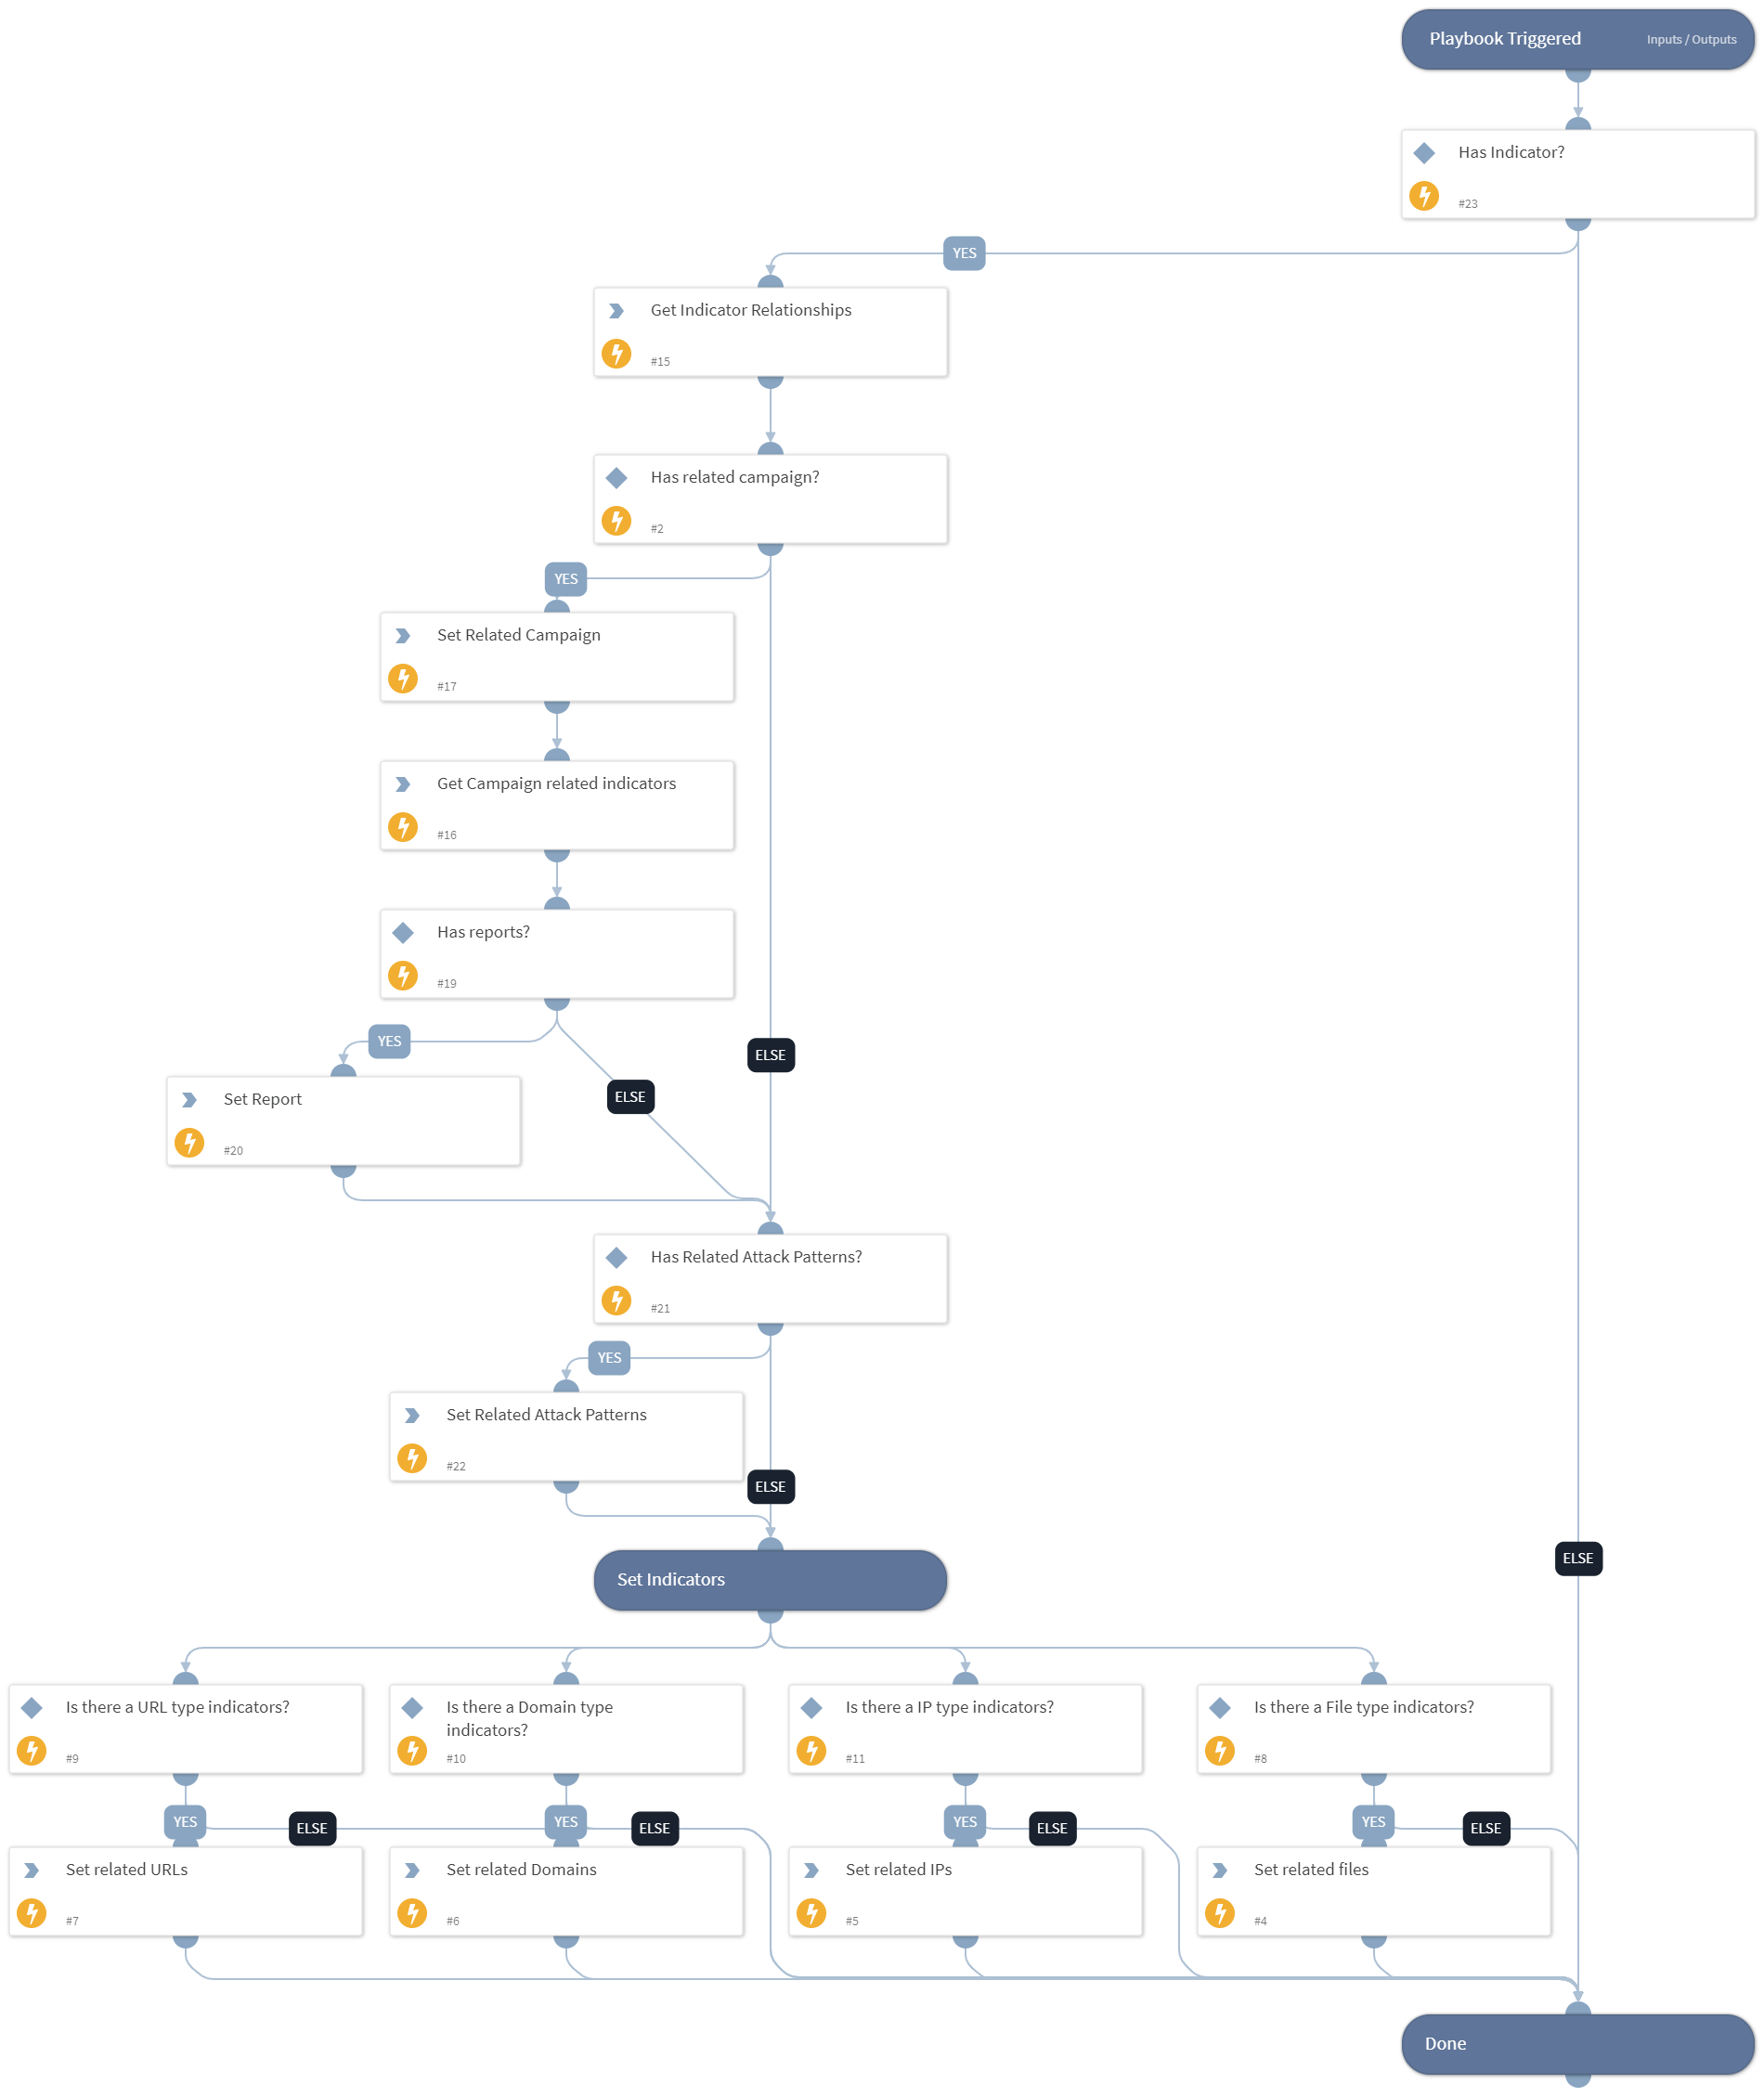 Playbook Triggered
Inputs / Outputs
Has Indicator?
#23
YES
Get Indicator Relationships
#15
Has related campaign?
#2
YES
Set Related Campaign
#17
Get Campaign related indicators
#16
Has reports?
#19
YES
ELSE
ELSE
Set Report
#20
Has Related Attack Patterns?
#21
YES
Set Related Attack Patterns
#22
ELSE
ELSE
Set Indicators
Is there a URL type indicators?
#9
Is there a Domain type
indicators?
#10
Is there a IP type indicators?
#11
Is there a File type indicators?
#8
YES
ELSE
YES
ELSE
YES
ELSE
YES
ELSE
Set related URLs
#7
Set related Domains
#6
Set related IPs
#5
Set related files
#4
Done